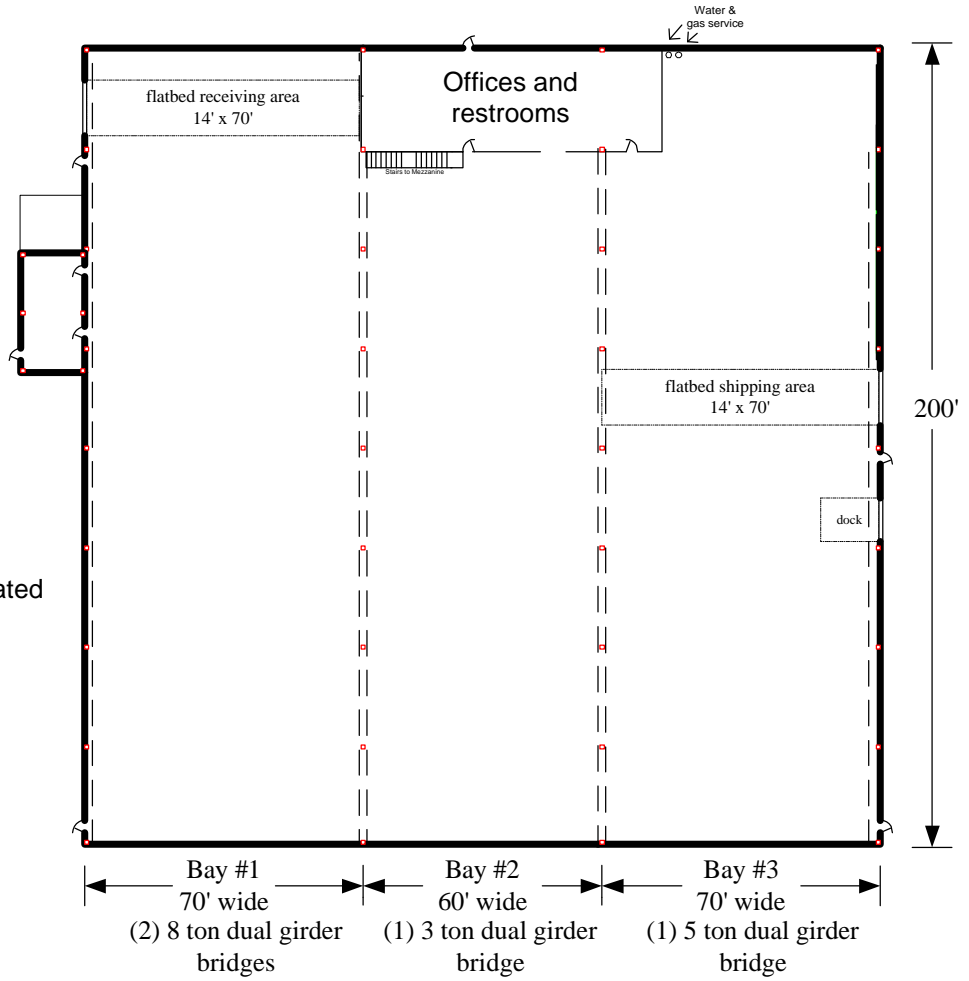 Water &
gas service
Offices and
restrooms
flatbed receiving area
14' x 70'
Stairs to Mezzanine
flatbed shipping area
14' x 70'
200'
dock
ated
Bay #1
70' wide
(2) 8 ton dual girder
bridges
Bay #2
60' wide
(1) 3 ton dual girder
bridge
Bay #3
70' wide
(1) 5 ton dual girder
bridge